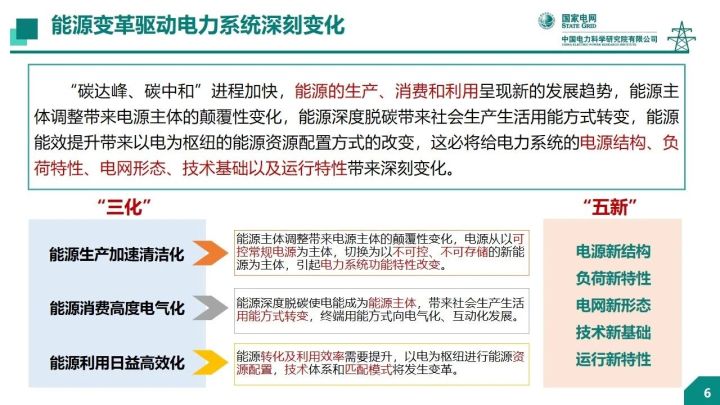 能源变革驱动电力系统深刻变化
国家电网
STATE GRID
中国电力科学研究院有限公司
CHINA ELECTRIC POWER RESEARCH INSTITUTE
“碳达峰、碳中和”进程加快，能源的生产、消费和利用呈现新的发展趋势，能源主
体调整带来电源主体的颠覆性变化，能源深度脱碳带来社会生产生活用能方式转变，能源
能效提升带来以电为枢纽的能源资源配置方式的改变，这必将给电力系统的电源结构、负
荷特性、电网形态、技术基础以及运行特性带来深刻变化。
“三化”
能源生产加速清洁化
能源主体调整带来电源主体的颠覆性变化，电源从以可
控常规电源为主体，切换为以不可控、不可存储的新能
源为主体，引起电力系统功能特性改变。
能源消费高度电气化
能源深度脱碳使电能成为能源主体，带来社会生产生活
用能方式转变，终端用能方式向电气化、互动化发展。
能源利用日益高效化
能源转化及利用效率需要提升，以电为枢纽进行能源资
源配置，技术体系和匹配模式将发生变革。
“五新”
电源新结构
负荷新特性
电网新形态
技术新基础
运行新特性
6